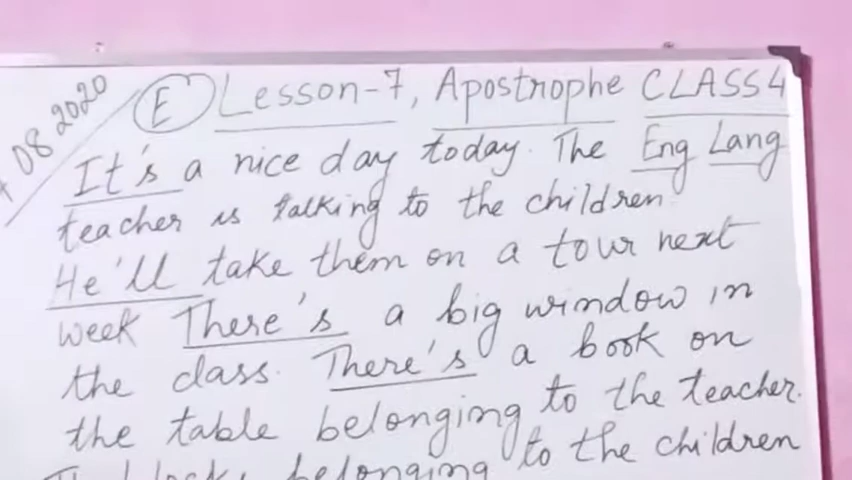 08 2020
E Lesson-7, Apostrophe CLASS 4
It's a nice day today. The Eng Lang
teacher is talking to the children.
He'll take them on a tour next
week There's a big window in
the class. There's a book on
the table belonging to the teacher.
belonging to the children